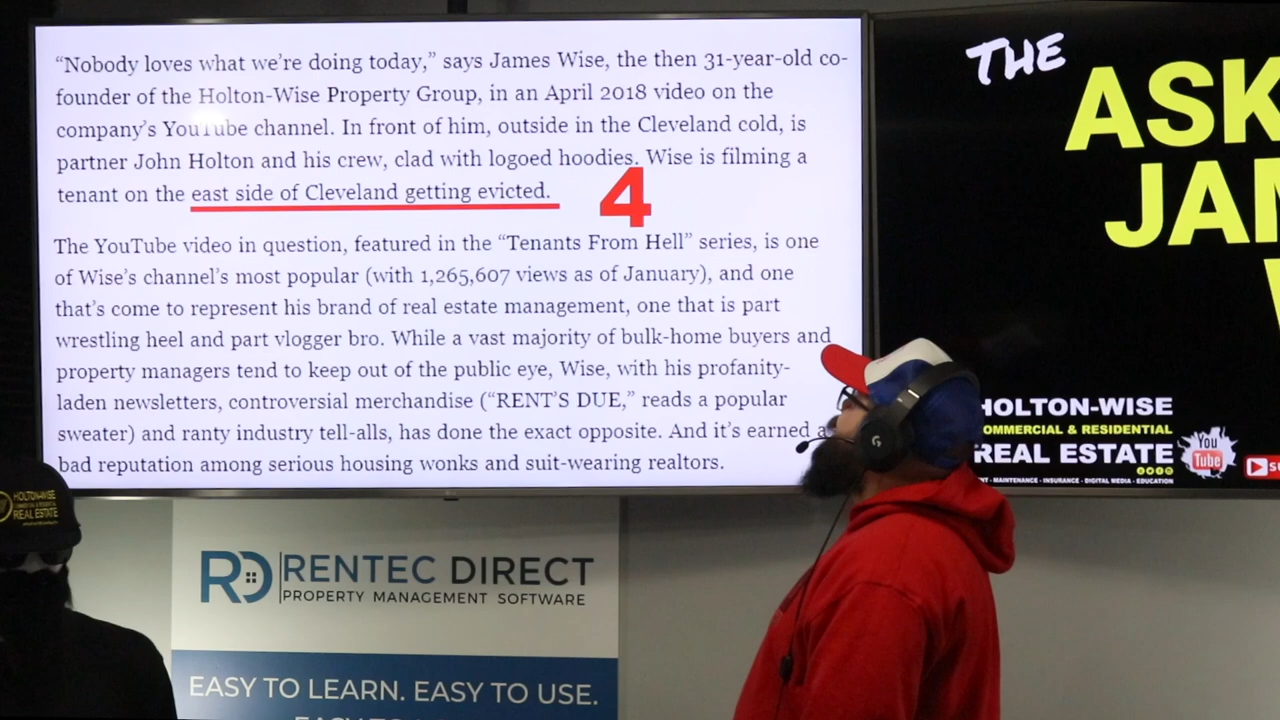 “Nobody loves what we’re doing today,” says James Wise, the then 31-year-old co-
founder of the Holton-Wise Property Group, in an April 2018 video on the
company’s YouTube channel. In front of him, outside in the Cleveland cold, is
partner John Holton and his crew, clad with logoed hoodies. Wise is filming a
tenant on the east side of Cleveland getting evicted.
4
The YouTube video in question, featured in the “Tenants From Hell” series, is one
of Wise’s channel’s most popular (with 1,265,607 views as of January), and one
that’s come to represent his brand of real estate management, one that is part
wrestling heel and part vlogger bro. While a vast majority of bulk-home buyers and
property managers tend to keep out of the public eye, Wise, with his profanity-
laden newsletters, controversial merchandise (“RENT’S DUE,” reads a popular
sweater) and ranty industry tell-alls, has done the exact opposite. And it’s earned a
bad reputation among serious housing wonks and suit-wearing realtors.
THE
ASK
JAM
HOLTON-WISE
COMMERCIAL & RESIDENTIAL
REAL ESTATE
- MAINTENANCE - INSURANCE - DIGITAL MEDIA - EDUCATION
You
Tube
HOLTON-WISE
REAL ESTATE
G
RD RENTEC DIRECT
PROPERTY MANAGEMENT SOFTWARE
EASY TO LEARN. EASY TO USE.